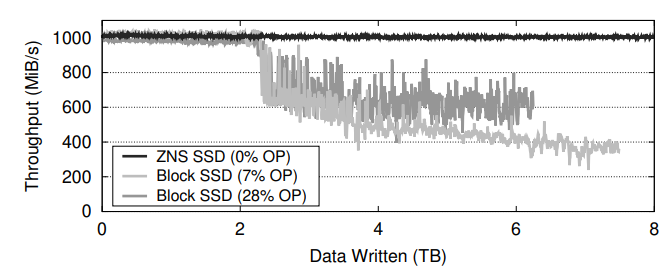 Throughput (MiB/s)
1000
800
600
400
200
0
ZNS SSD (0% OP)
Block SSD (7% OP)
Block SSD (28% OP)
0 2 4 6 8
Data Written (TB)